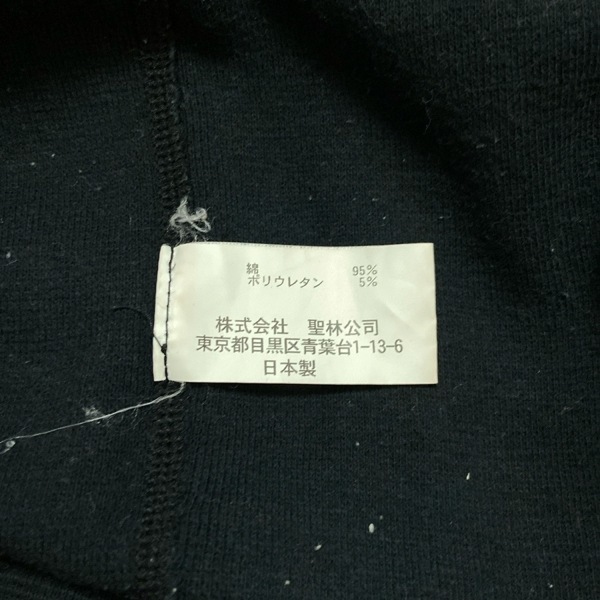 綿 95%
ポリウレタン 5%
株式会社 聖林公司
東京都目黒区青葉台1-13-6
日本製